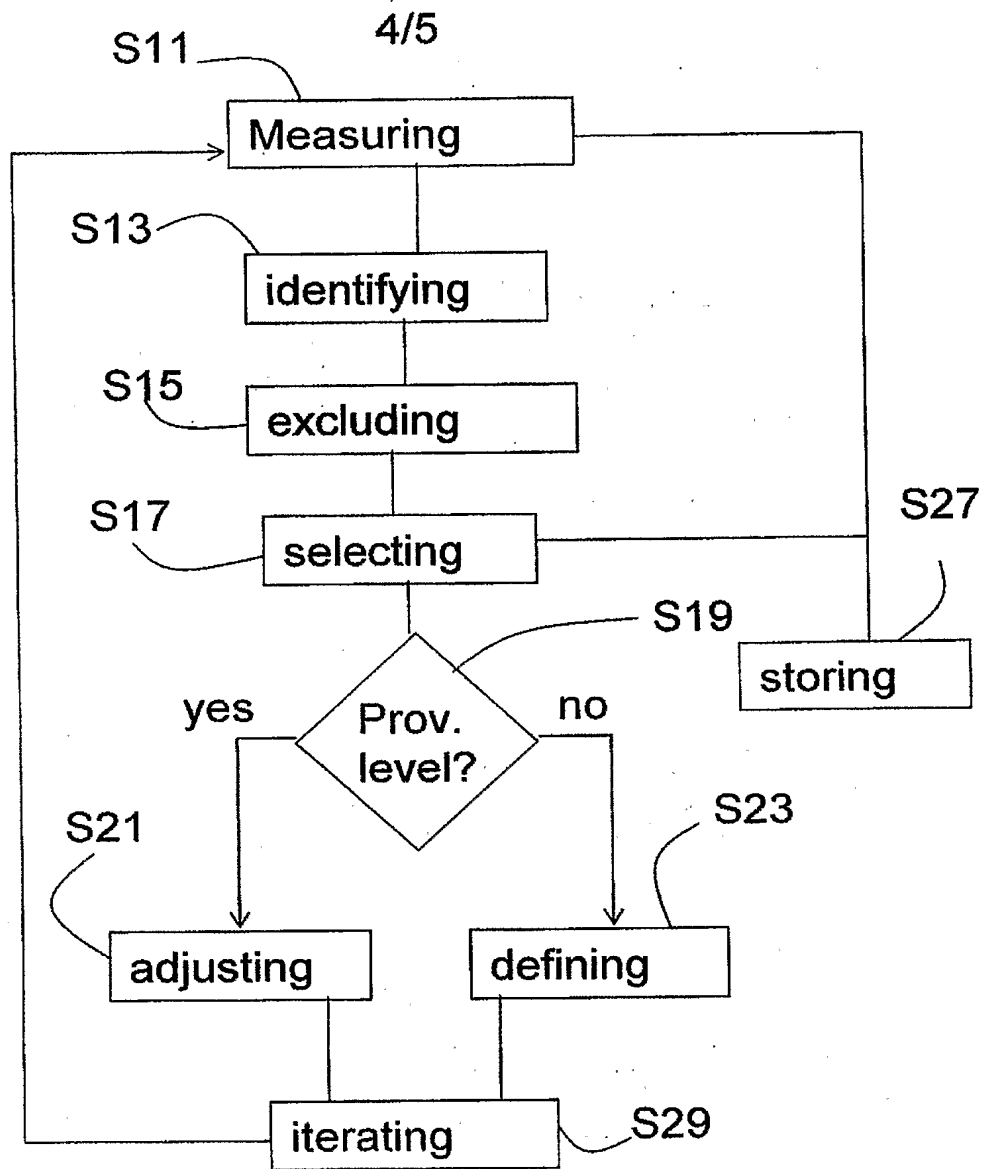 4/5
S11
Measuring
S13
identifying
S15
excluding
S17
selecting
S27
S19
storing
yes
Prov.
level?
no
S21
S23
adjusting
defining
iterating
S29